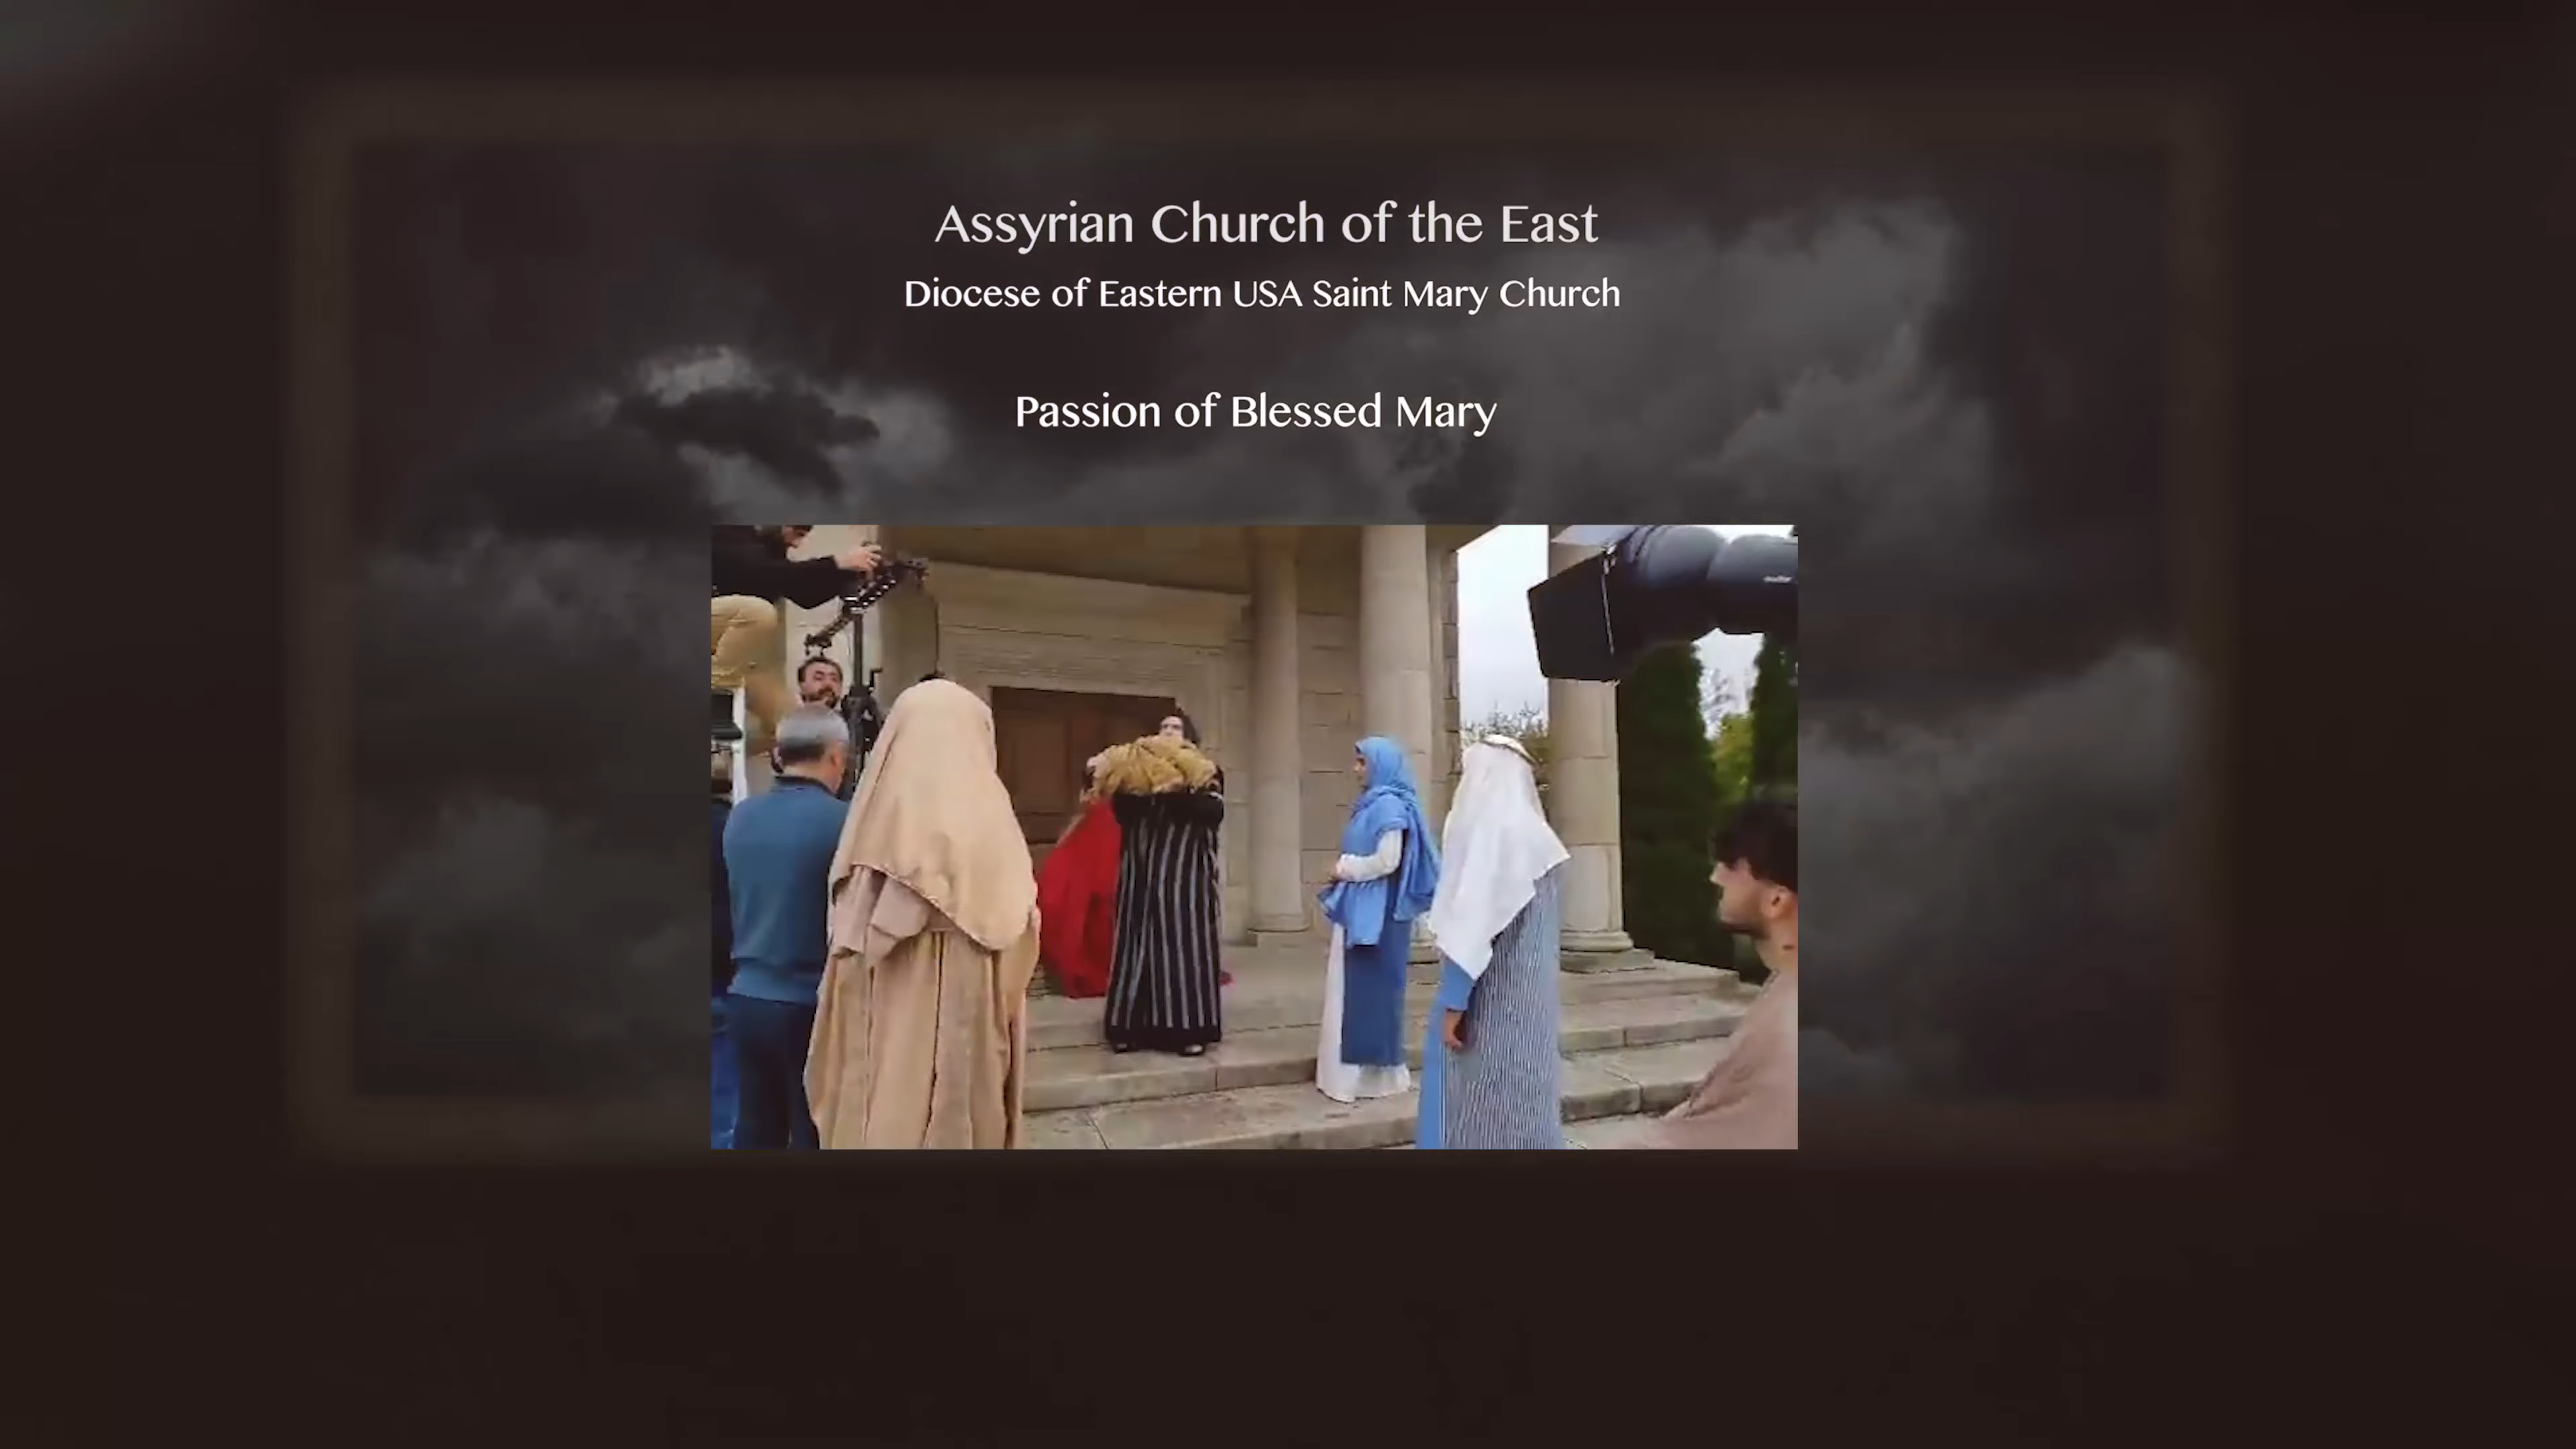 Assyrian Church of the East
Diocese of Eastern USA Saint Mary Church
Passion of Blessed Mary